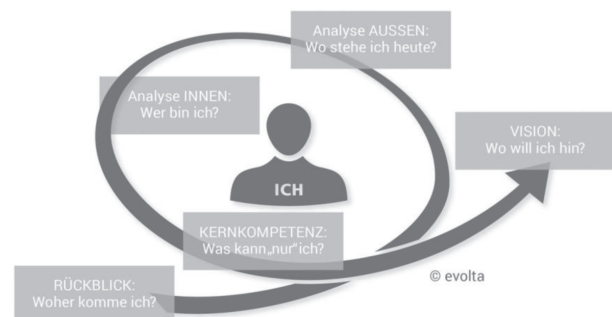 Analyse AUSSEN:
Wo stehe ich heute?
Analyse INNEN:
Wer bin ich?
VISION:
Wo will ich hin?
ICH
KERNKOMPETENZ:
Was kann „nur“ ich?
© evolta
RÜCKBLICK:
Woher komme ich?